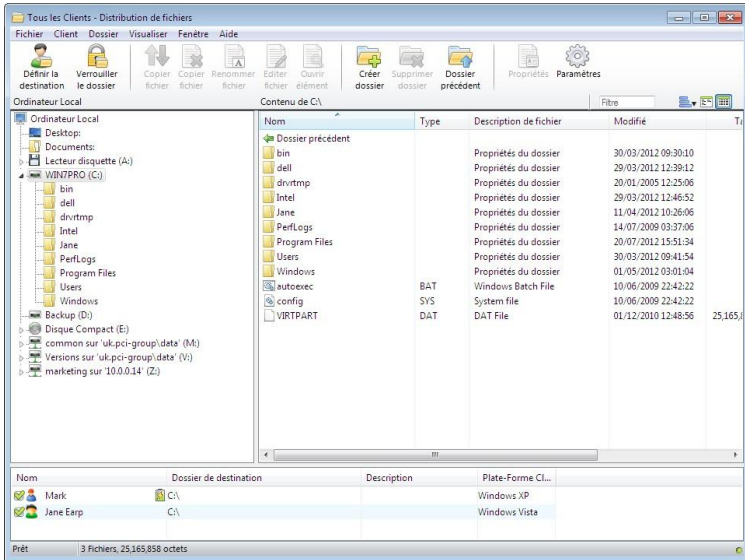 Tous les Clients - Distribution de fichiers
Fichier Client Dossier Visualiser Fenêtre Aide
Définir la destination
Verrouiller le dossier
Copier fichier
Copier fichier
Renommer fichier
Editer fichier
Ouvrir élément
Créer dossier
Supprimer dossier
Dossier précédent
Propriétés
Paramètres
Ordinateur Local
Contenu de C:\
Filtre
Ordinateur Local
Desktop:
Documents:
Lecteur disquette (A:)
WIN7PRO (C:)
bin
dell
drvrtmp
Intel
Jane
PerfLogs
Program Files
Users
Windows
Backup (D:)
Disque Compact (E:)
common sur 'uk.pci-group\data' (M:)
Versions sur 'uk.pci-group\data' (V:)
marketing sur '10.0.0.14' (Z:)
Nom Type Description de fichier Modifié
Dossier précédent
bin Propriétés du dossier 30/03/2012 09:30:10
dell Propriétés du dossier 29/03/2012 12:39:12
drvrtmp Propriétés du dossier 20/01/2005 12:25:06
Intel Propriétés du dossier 29/03/2012 12:46:52
Jane Propriétés du dossier 11/04/2012 10:26:06
PerfLogs Propriétés du dossier 14/07/2009 03:37:06
Program Files Propriétés du dossier 20/07/2012 15:51:34
Users Propriétés du dossier 30/03/2012 09:41:54
Windows Propriétés du dossier 01/05/2012 03:01:04
autoexec BAT Windows Batch File 10/06/2009 22:42:22
config SYS System file 10/06/2009 22:42:22
VIRTPART DAT DAT File 01/12/2010 12:48:56 25,165,8
Nom Dossier de destination Description Plate-Forme Cl...
Mark C:\ Windows XP
Jane Earp C:\ Windows Vista
Prêt 3 Fichiers, 25,165,858 octets